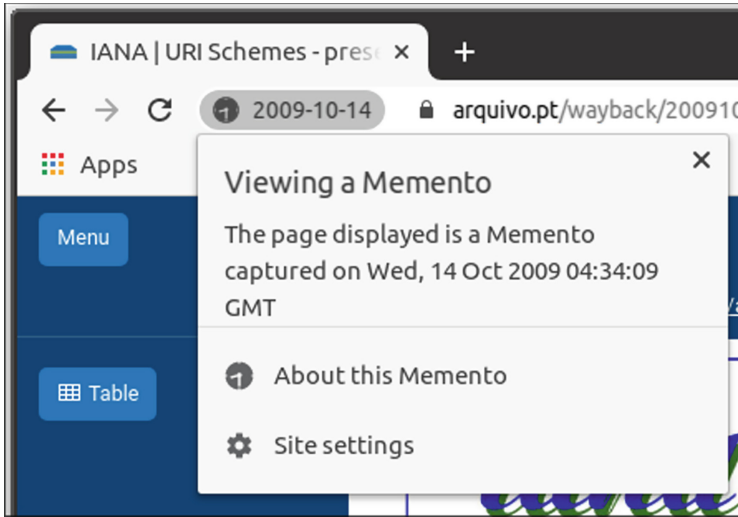 IANA | URI Schemes - pres
2009-10-14
arquivo.pt/wayback/200910
Apps
Viewing a Memento
The page displayed is a Memento
captured on Wed, 14 Oct 2009 04:34:09
GMT
About this Memento
Site settings
Menu
Table